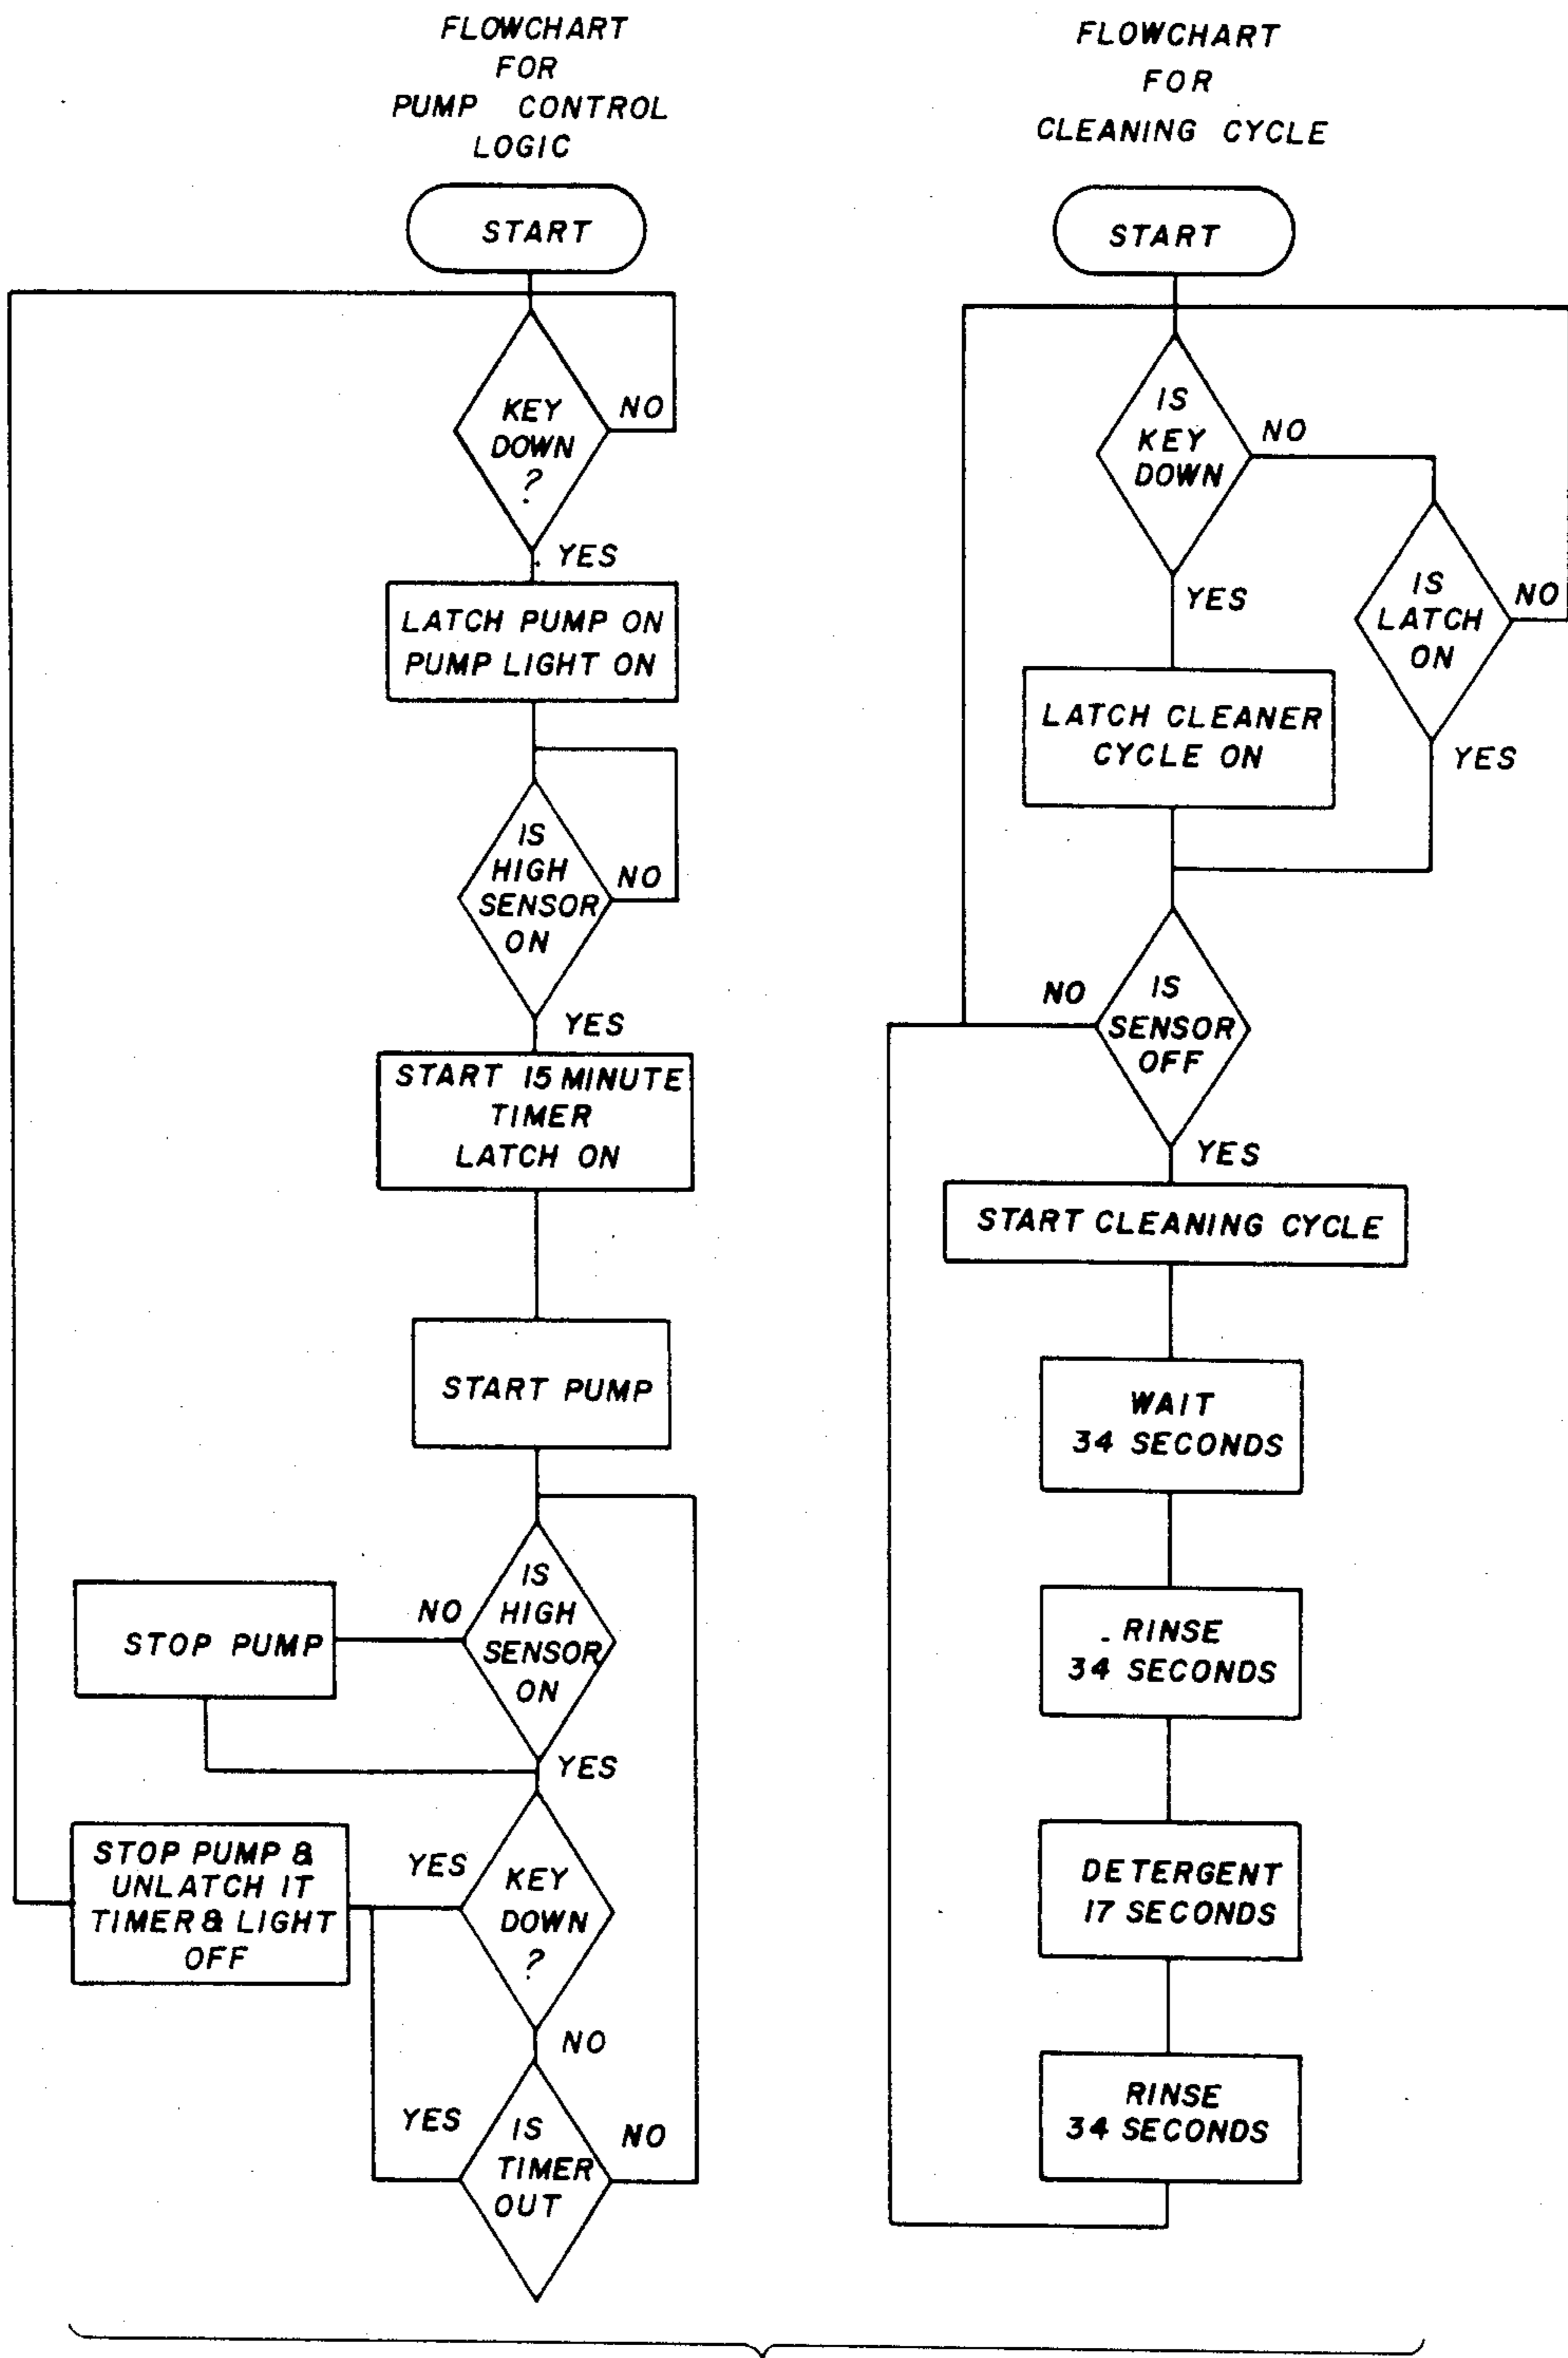 FLOWCHART
FOR
PUMP CONTROL
LOGIC
START
KEY
DOWN
?
NO
YES
LATCH PUMP ON
PUMP LIGHT ON
IS
HIGH
SENSOR
ON
NO
YES
START 15 MINUTE
TIMER
LATCH ON
START PUMP
IS
HIGH
SENSOR
ON
NO
STOP PUMP
YES
KEY
DOWN
?
YES
STOP PUMP &
UNLATCH IT
TIMER & LIGHT
OFF
NO
IS
TIMER
OUT
YES
NO
FLOWCHART
FOR
CLEANING CYCLE
START
IS
KEY
DOWN
NO
YES
IS
LATCH
ON
NO
YES
LATCH CLEANER
CYCLE ON
IS
SENSOR
OFF
NO
YES
START CLEANING CYCLE
WAIT
34 SECONDS
RINSE
34 SECONDS
DETERGENT
17 SECONDS
RINSE
34 SECONDS